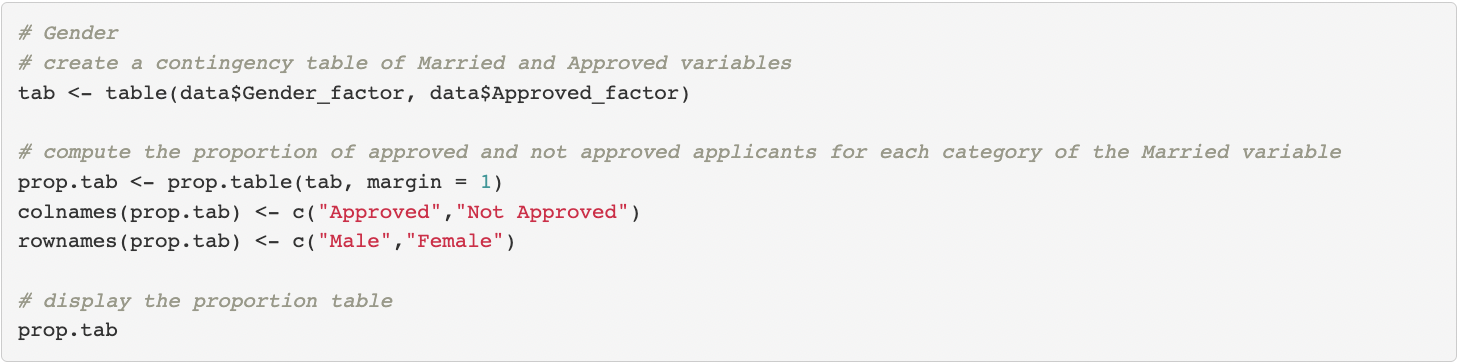 # Gender
# create a contingency table of Married and Approved variables
tab <- table(data$Gender_factor, data$Approved_factor)
# compute the proportion of approved and not approved applicants for each category of the Married variable
prop.tab <- prop.table(tab, margin = 1)
colnames(prop.tab) <- c("Approved","Not Approved")
rownames(prop.tab) <- c("Male","Female")
# display the proportion table
prop.tab